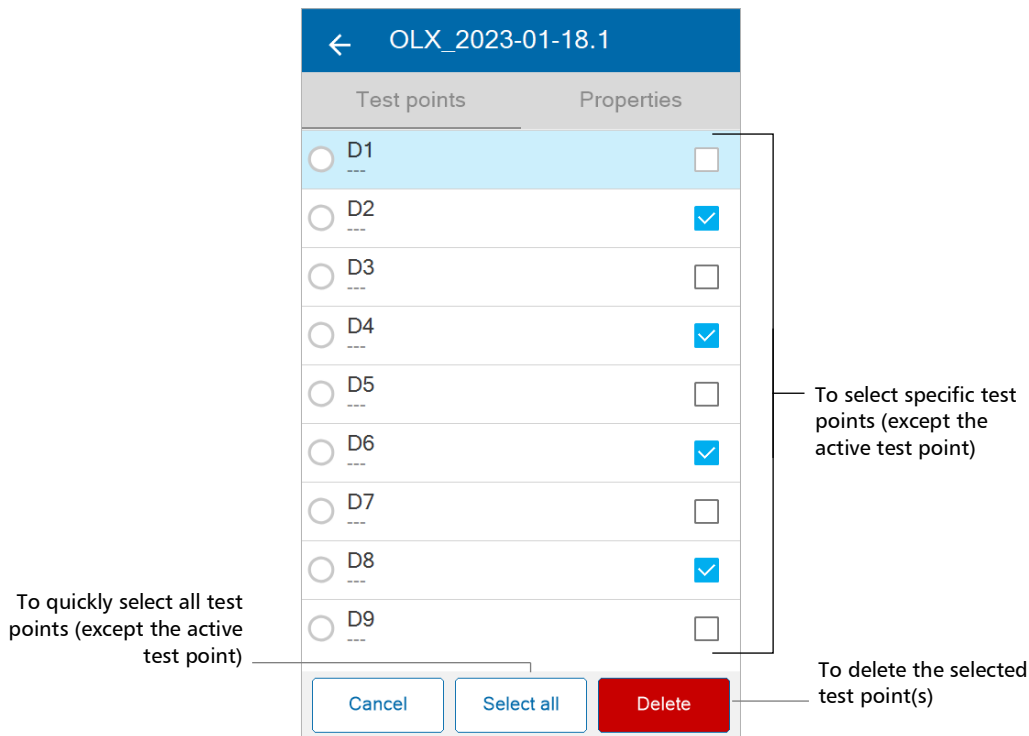 OLX_2023-01-18.1
Test points
Properties
D1
---
D2
---
D3
---
D4
---
D5
---
D6
---
D7
---
D8
---
D9
---
To select specific test
points (except the
active test point)
To quickly select all test
points (except the active
test point)
Cancel
Select all
Delete
To delete the selected
test point(s)